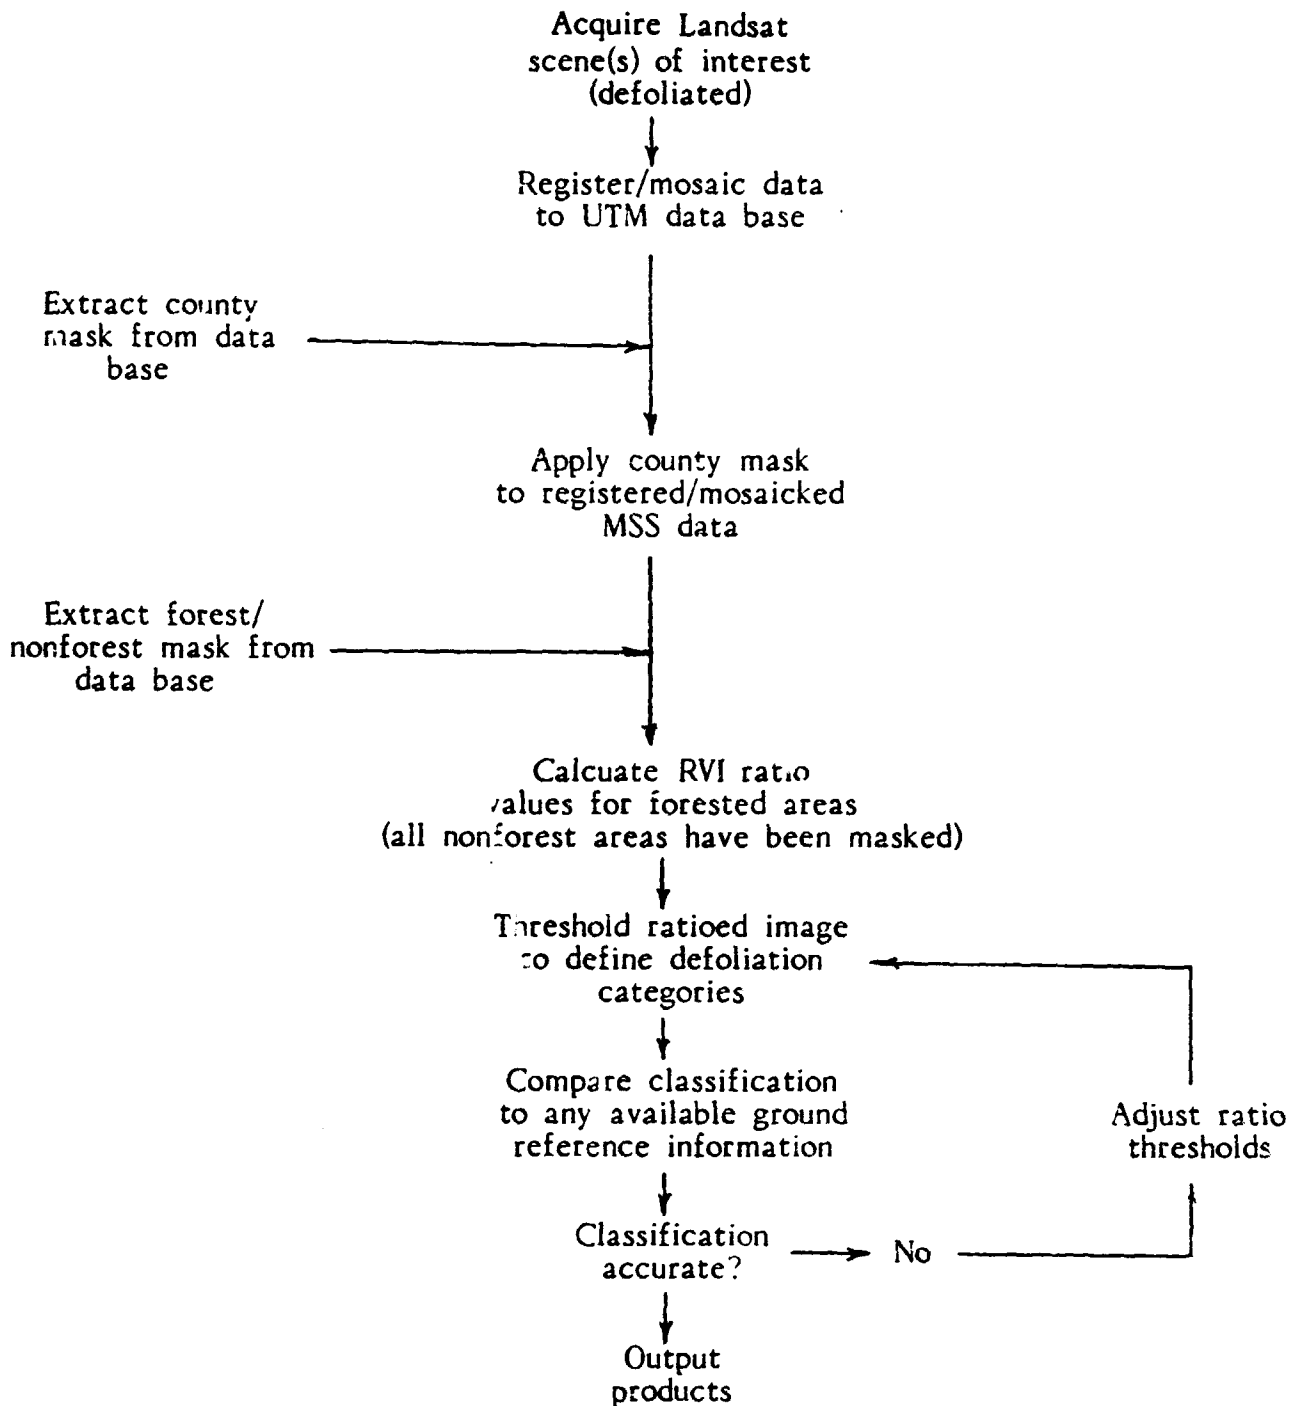 Acquire Landsat
scene(s) of interest
(defoliated)
Register/mosaic data
to UTM data base
Extract county
mask from data
base
Apply county mask
to registered/mosaicked
MSS data
Extract forest/
nonforest mask from
data base
Calcuate RVI ratio
values for forested areas
(all nonforest areas have been masked)
Threshold ratioed image
to define defoliation
categories
Compare classification
to any available ground
reference information
Adjust ratio
thresholds
Classification
accurate?
No
Output
products